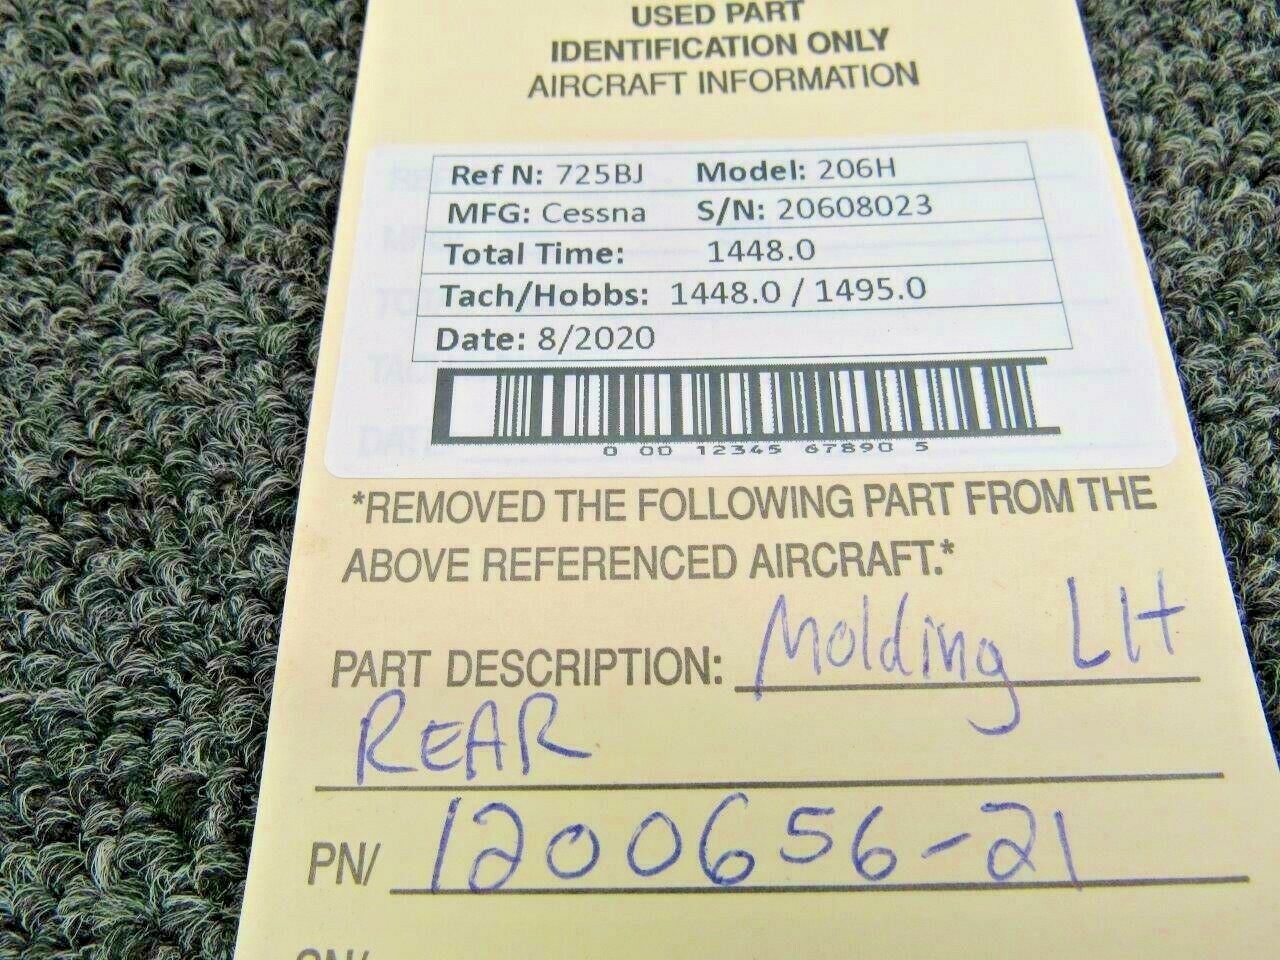 USED PART
IDENTIFICATION ONLY
AIRCRAFT INFORMATION
Ref N: 725BJ Model: 206H
MFG: Cessna S/N: 20608023
Total Time: 1448.0
Tach/Hobbs: 1448.0 / 1495.0
Date: 8/2020
0 00 12345 67890 5
*REMOVED THE FOLLOWING PART FROM THE
ABOVE REFERENCED AIRCRAFT.*
PART DESCRIPTION: Molding LH
REAR
PN/ 1200656-21